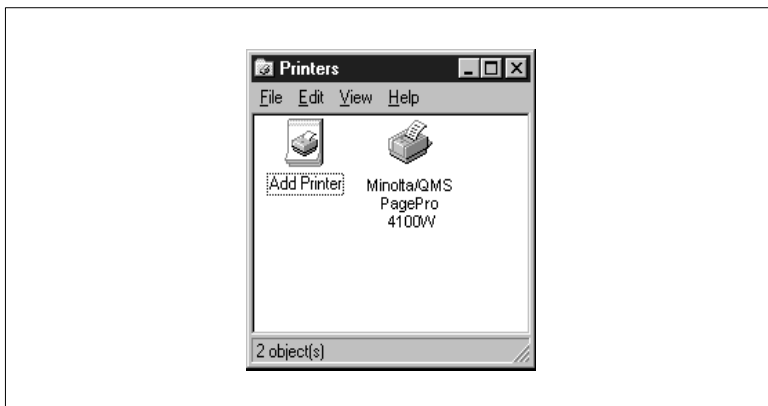 Printers
File Edit View Help
Add Printer
Minolta/QMS
PagePro
4100W
2 object(s)